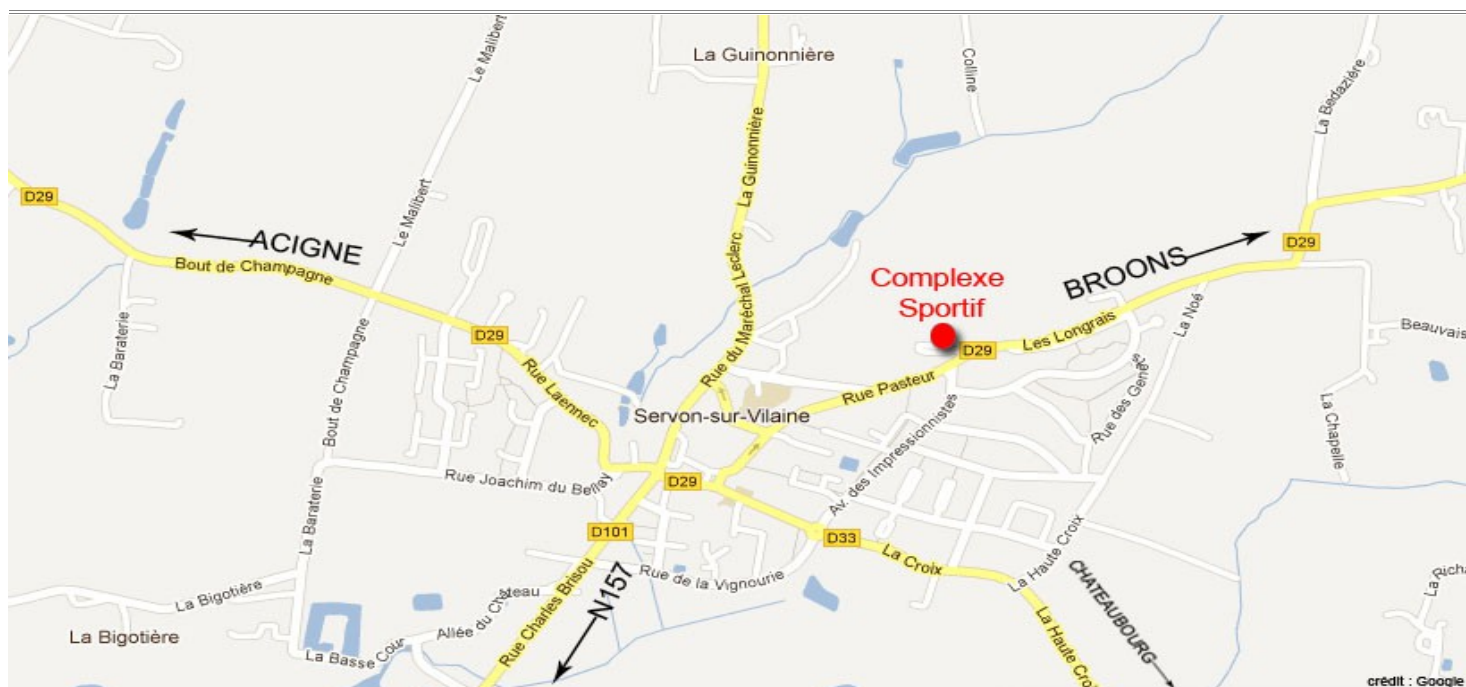 La Guinonnière
Le Malibert
Colline
La Bedazière
La Guinonnière
D29
Le Malibert
ACIGNE
Bout de Champagne
Rue du Maréchal Leclerc
BROONS
D29
Complexe
Sportif
La Noé
La Baraterie
Bout de Champagne
D29
D29
Les Longrais
Beauvais
Rue Laennec
Rue Pasteur
Servon-sur-Vilaine
Av. des Impressionnistes
Rue des Genêts
La Chapelle
Rue Joachim du Bellay
D29
La Baraterie
D101
D33
La Croix
La Haute Croix
Rue de la Vignourie
CHATEAUBOURG
La Bigotière
La Bigotière
Allée du Château
Rue Charles Brisou
N157
La Haute Croix
La Basse Cour
crédit : Google